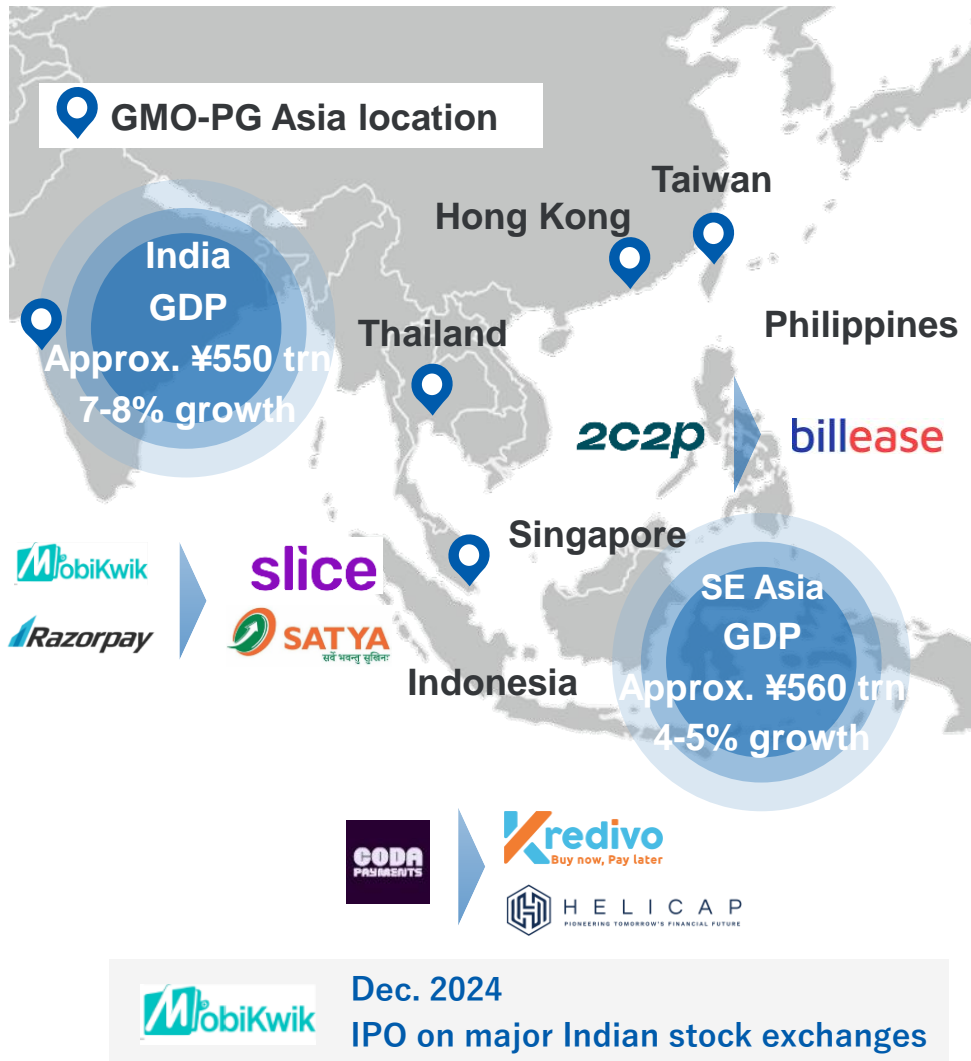 GMO-PG Asia location
Taiwan
Hong Kong
India
GDP
Approx. ¥550 trn
7-8% growth
Thailand
Philippines
2c2p
billease
Singapore
MobiKwik
Razorpay
slice
SATYA
सर्वे भवन्तु सुखिनः
SE Asia
GDP
Approx. ¥560 trn
4-5% growth
Indonesia
CODA
PAYMENTS
Kredivo
Buy now, Pay later
HELICAP
PIONEERING TOMORROW'S FINANCIAL FUTURE
MobiKwik
Dec. 2024
IPO on major Indian stock exchanges